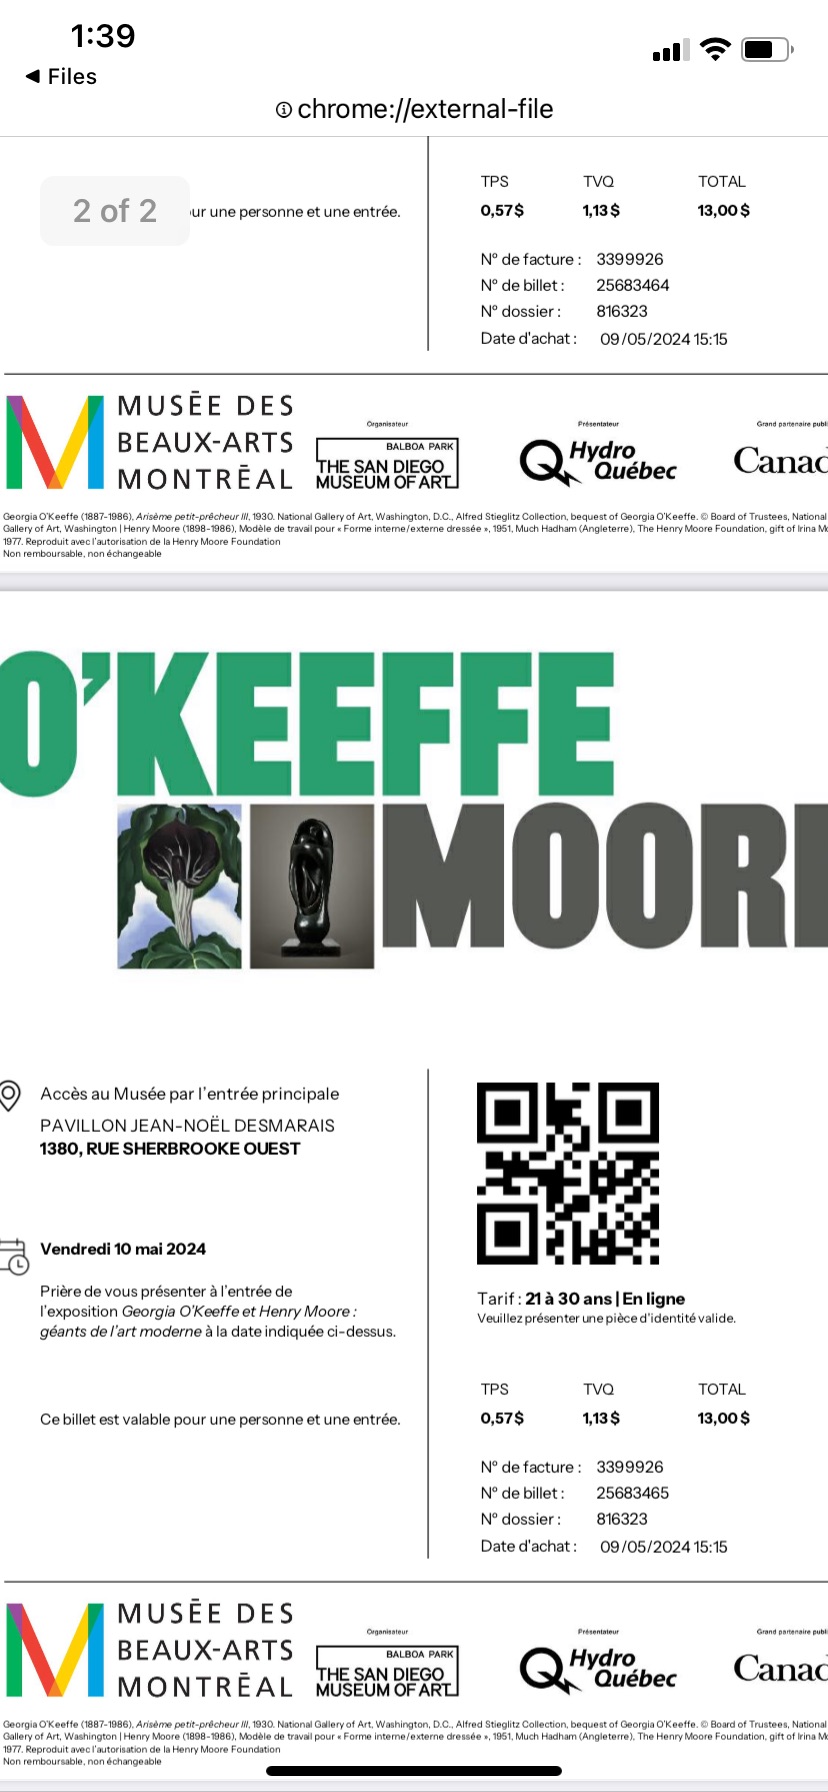 1:39
◀ Files
chrome://external-file
2 of 2
ur une personne et une entrée.
TPS TVQ TOTAL
0,57$ 1,13$ 13,00$
N° de facture : 3399926
N° de billet : 25683464
N° dossier : 816323
Date d'achat : 09/05/2024 15:15
MUSÉE DES
BEAUX-ARTS
MONTRÉAL
Organisateur
BALBOA PARK
THE SAN DIEGO
MUSEUM OF ART
Présentateur
Hydro
Québec
Grand partenaire publi
Canad
Georgia O'Keeffe (1887-1986), Arisème petit-prêcheur III, 1930. National Gallery of Art, Washington, D.C., Alfred Stieglitz Collection, bequest of Georgia O'Keeffe. © Board of Trustees, National
Gallery of Art, Washington | Henry Moore (1898-1986), Modèle de travail pour « Forme interne/externe dressée », 1951, Much Hadham (Angleterre), The Henry Moore Foundation, gift of Irina Mo
1977. Reproduit avec l'autorisation de la Henry Moore Foundation
Non remboursable, non échangeable
O'KEEFFE
MOORE
Accès au Musée par l'entrée principale
PAVILLON JEAN-NOËL DESMARAIS
1380, RUE SHERBROOKE OUEST
Vendredi 10 mai 2024
Prière de vous présenter à l'entrée de
l'exposition Georgia O'Keeffe et Henry Moore :
géants de l'art moderne à la date indiquée ci-dessus.
Ce billet est valable pour une personne et une entrée.
Tarif : 21 à 30 ans | En ligne
Veuillez présenter une pièce d'identité valide.
TPS TVQ TOTAL
0,57$ 1,13$ 13,00$
N° de facture : 3399926
N° de billet : 25683465
N° dossier : 816323
Date d'achat : 09/05/2024 15:15
MUSÉE DES
BEAUX-ARTS
MONTRÉAL
Organisateur
BALBOA PARK
THE SAN DIEGO
MUSEUM OF ART
Présentateur
Hydro
Québec
Grand partenaire publi
Canad
Georgia O'Keeffe (1887-1986), Arisème petit-prêcheur III, 1930. National Gallery of Art, Washington, D.C., Alfred Stieglitz Collection, bequest of Georgia O'Keeffe. © Board of Trustees, National
Gallery of Art, Washington | Henry Moore (1898-1986), Modèle de travail pour « Forme interne/externe dressée », 1951, Much Hadham (Angleterre), The Henry Moore Foundation, gift of Irina Mo
1977. Reproduit avec l'autorisation de la Henry Moore Foundation
Non remboursable, non échangeable